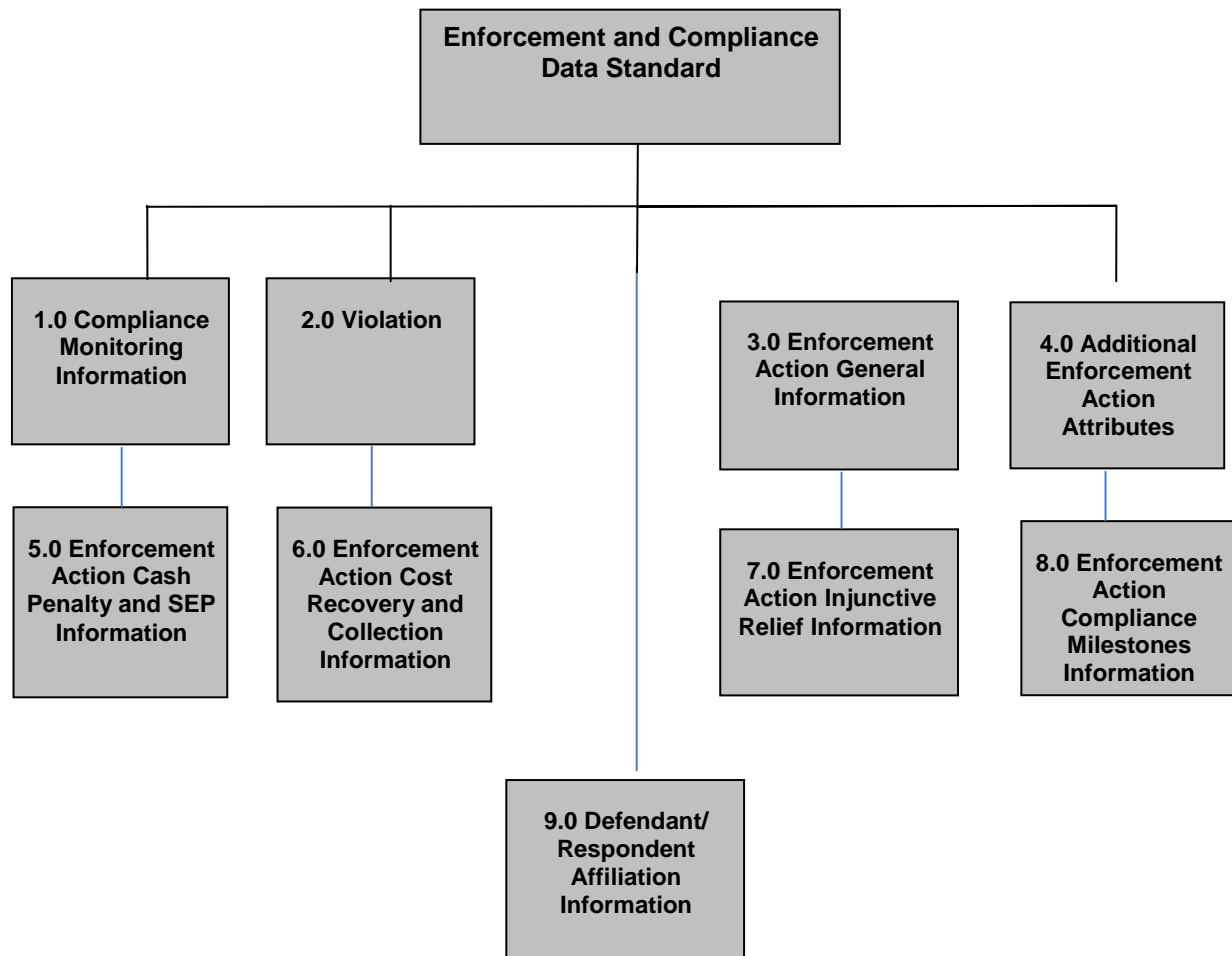 Enforcement and Compliance
Data Standard
1.0 Compliance
Monitoring
Information
2.0 Violation
3.0 Enforcement
Action General
Information
4.0 Additional
Enforcement
Action
Attributes
5.0 Enforcement
Action Cash
Penalty and SEP
Information
6.0 Enforcement
Action Cost
Recovery and
Collection
Information
7.0 Enforcement
Action Injunctive
Relief Information
8.0 Enforcement
Action
Compliance
Milestones
Information
9.0 Defendant/
Respondent
Affiliation
Information